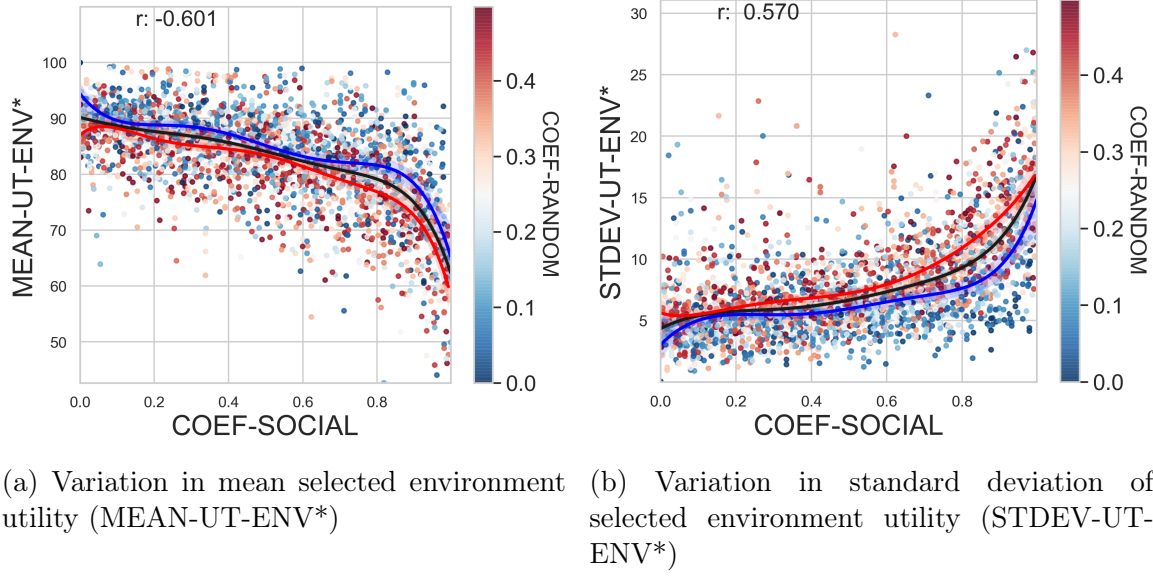 r: -0.601
100
90
80
70
60
50
MEAN-UT-ENV*
0.0
0.2
0.4
0.6
0.8
COEF-SOCIAL
0.4
0.3
0.2
0.1
0.0
COEF-RANDOM
r: 0.570
30
25
20
15
10
5
STDEV-UT-ENV*
0.0
0.2
0.4
0.6
0.8
COEF-SOCIAL
0.4
0.3
0.2
0.1
0.0
COEF-RANDOM
(a) Variation in mean selected environment
utility (MEAN-UT-ENV*)
(b) Variation in standard deviation of
selected environment utility (STDEV-UT-
ENV*)